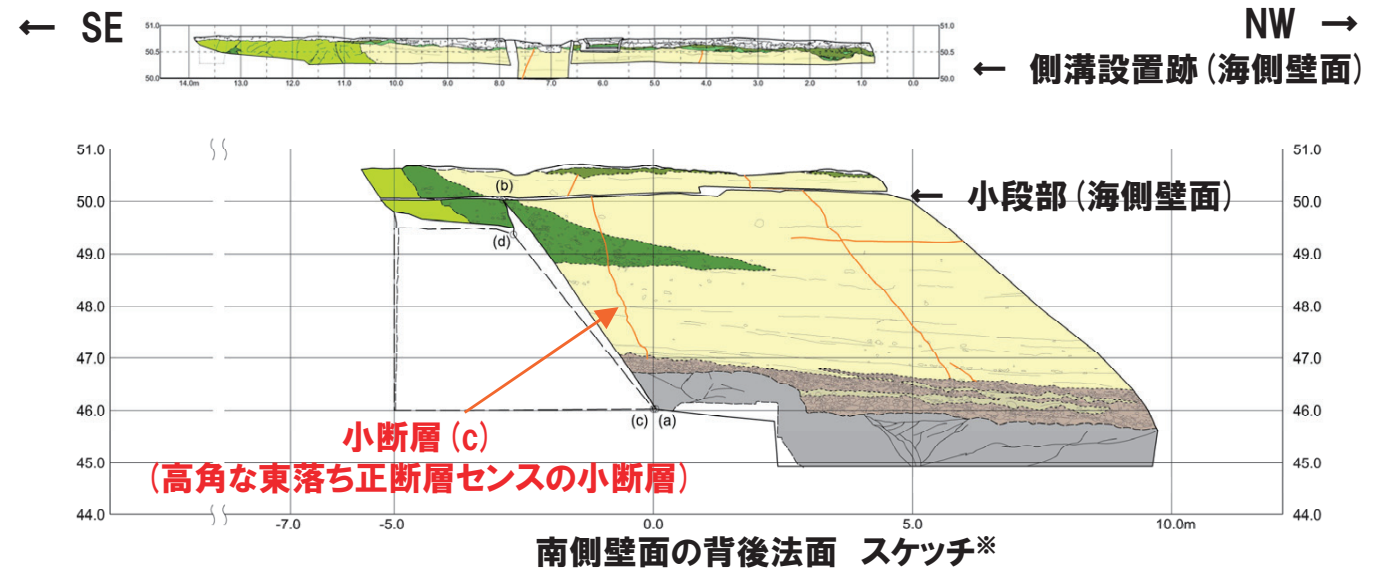 ← SE
NW →
51.0 51.0
50.5 50.5
50.0 50.0
14.0m 13.0 12.0 11.0 10.0 9.0 8.0 7.0 6.0 5.0 4.0 3.0 2.0 1.0 0.0
← 側溝設置跡(海側壁面)
51.0 51.0
(b)
50.0 50.0
← 小段部(海側壁面)
(d)
49.0 49.0
48.0 48.0
47.0 47.0
46.0 46.0
(c) (a)
小断層(c)
(高角な東落ち正断層センスの小断層)
45.0 45.0
44.0 44.0
-7.0 -5.0 0.0 5.0 10.0m
南側壁面の背後法面 スケッチ※